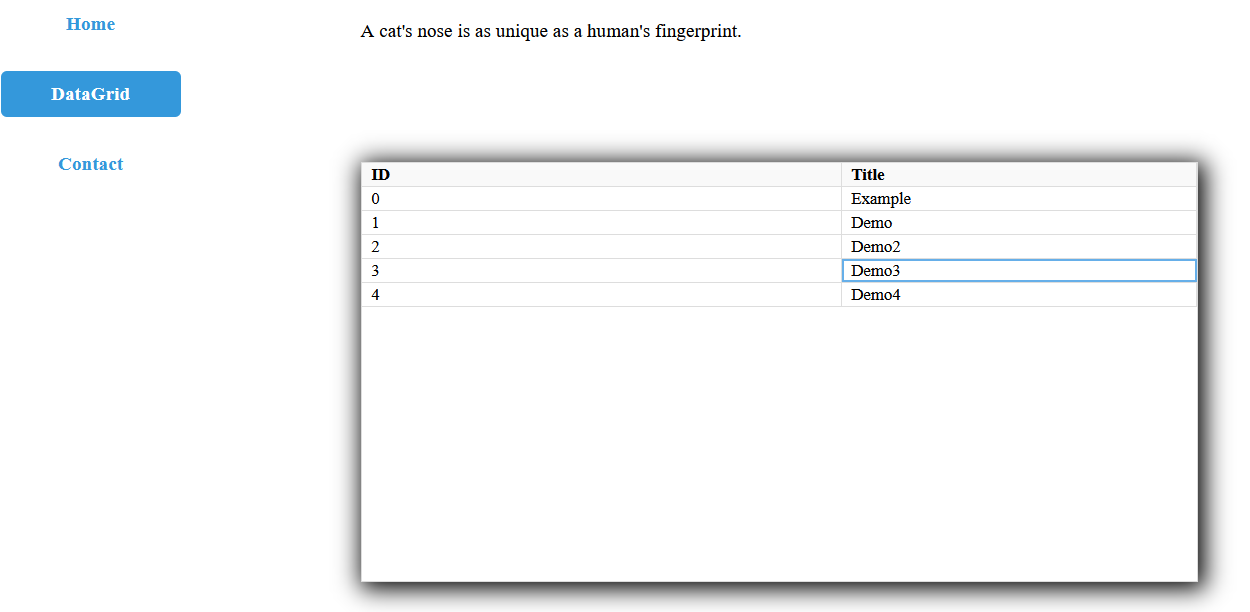 Home
A cat's nose is as unique as a human's fingerprint.
DataGrid
Contact
ID Title
0 Example
1 Demo
2 Demo2
3 Demo3
4 Demo4